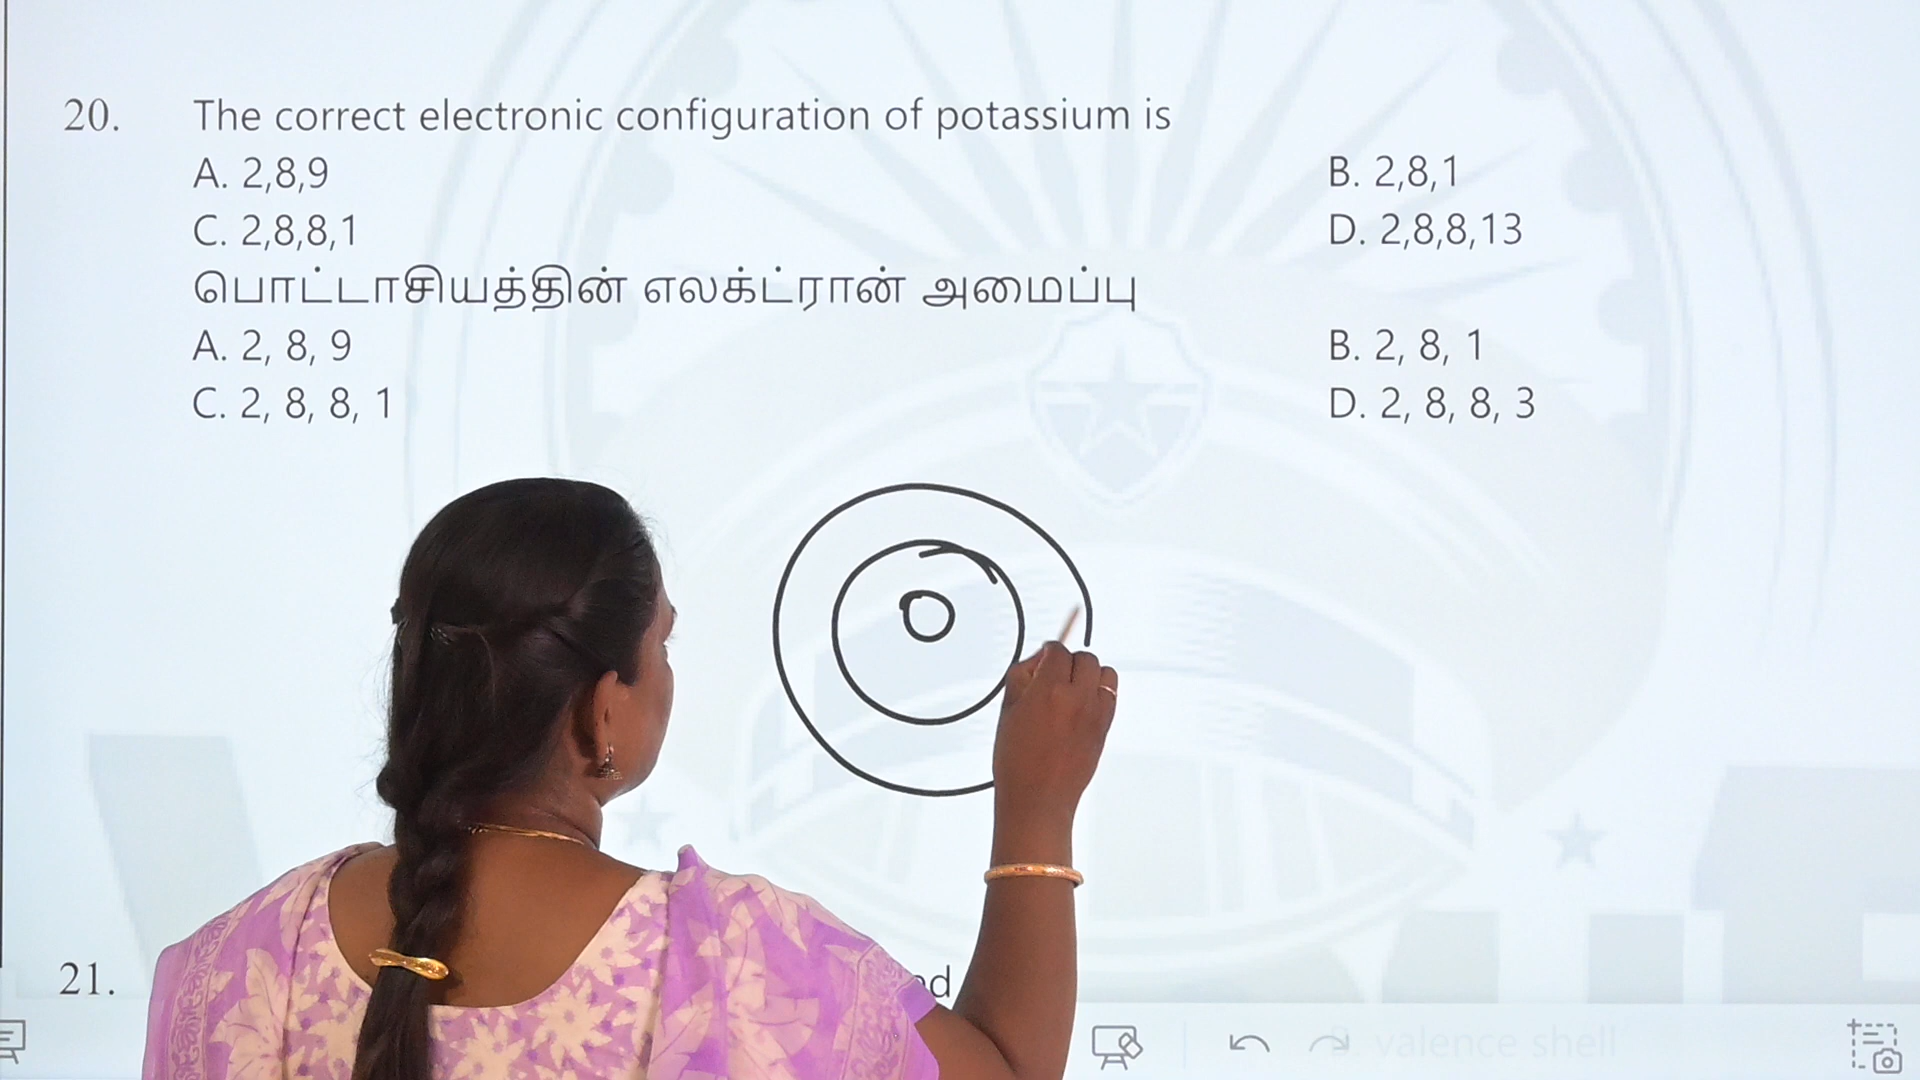 20. The correct electronic configuration of potassium is
A. 2,8,9 B. 2,8,1
C. 2,8,8,1 D. 2,8,8,13
பொட்டாசியத்தின் எலக்ட்ரான் அமைப்பு
A. 2, 8, 9 B. 2, 8, 1
C. 2, 8, 8, 1 D. 2, 8, 8, 3
21.
B. valence shell